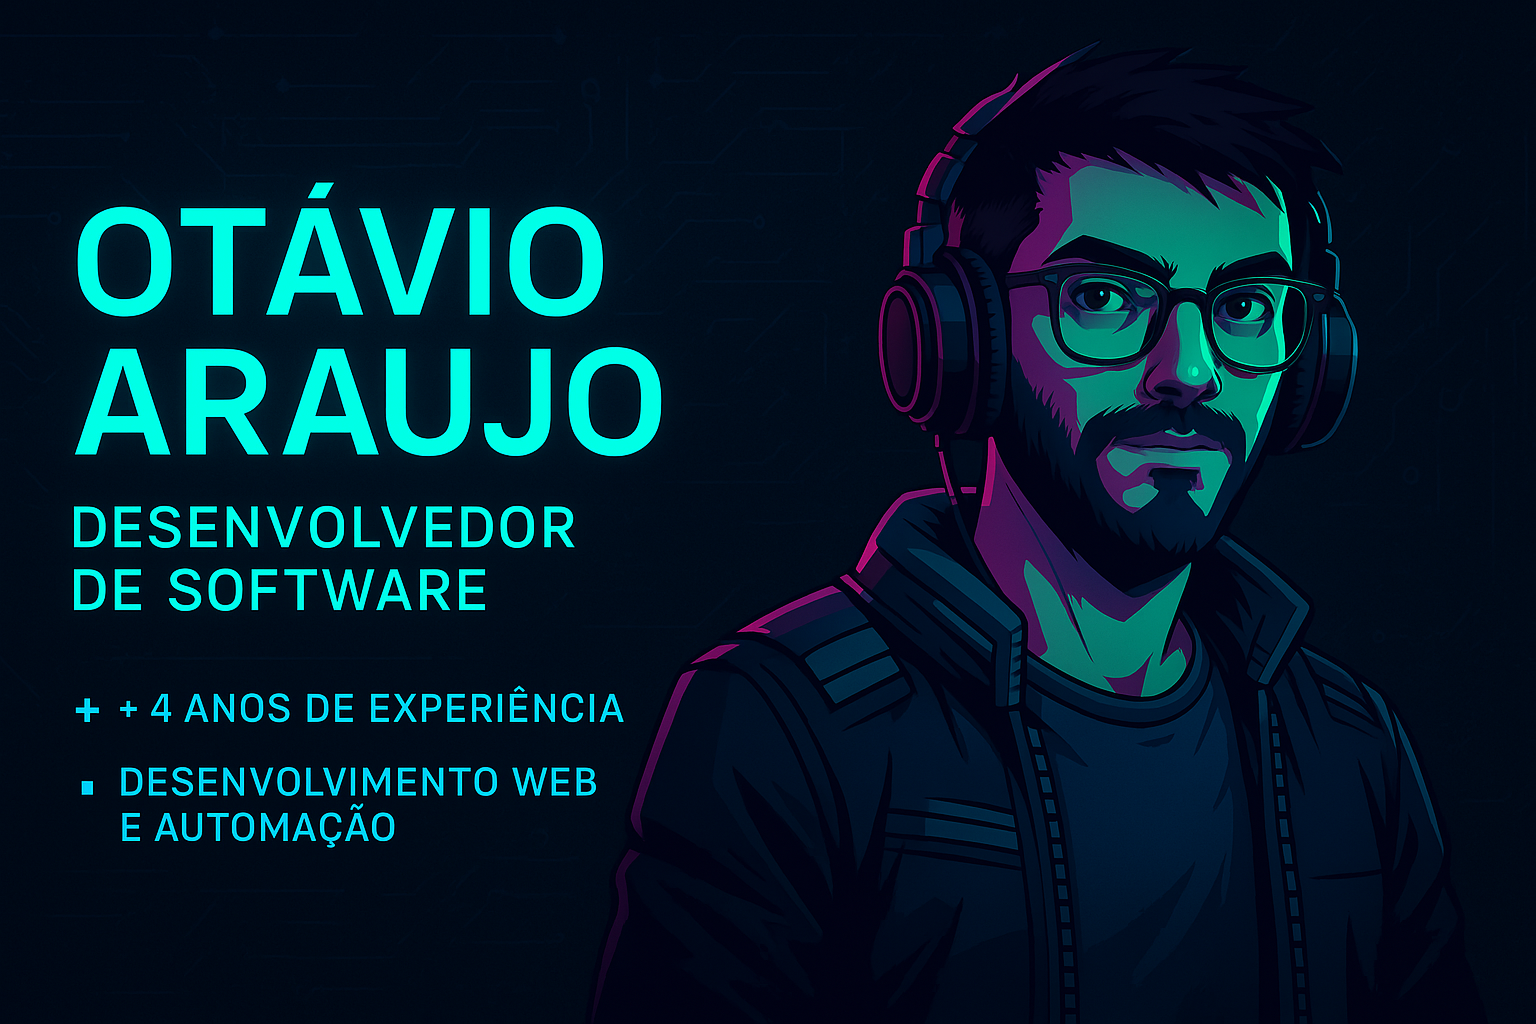 OTÁVIO
ARAUJO
DESENVOLVEDOR
DE SOFTWARE
+ + 4 ANOS DE EXPERIÊNCIA
▪ DESENVOLVIMENTO WEB
E AUTOMAÇÃO